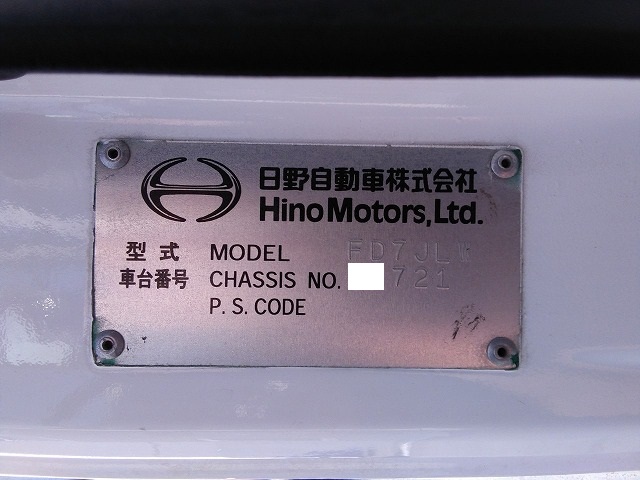 日野自動車株式会社
Hino Motors, Ltd.
型式 MODEL FD7JLW
車台番号 CHASSIS NO. 721
P. S. CODE